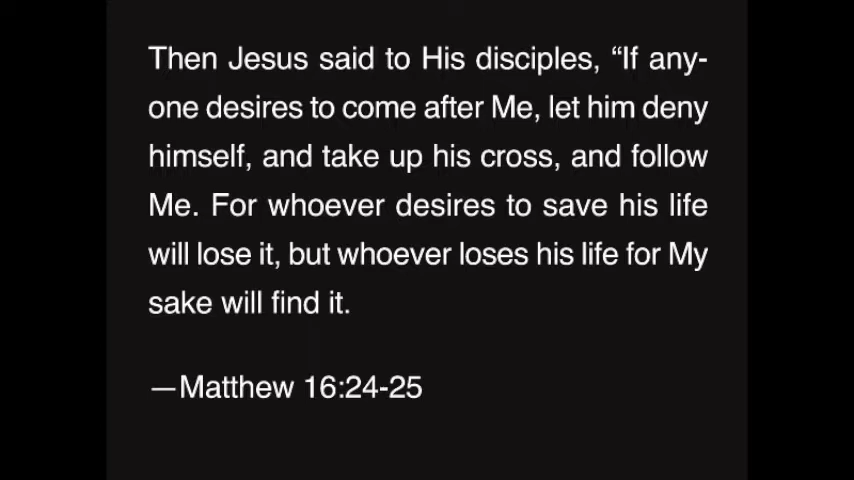 Then Jesus said to His disciples, “If any-
one desires to come after Me, let him deny
himself, and take up his cross, and follow
Me. For whoever desires to save his life
will lose it, but whoever loses his life for My
sake will find it.
—Matthew 16:24-25